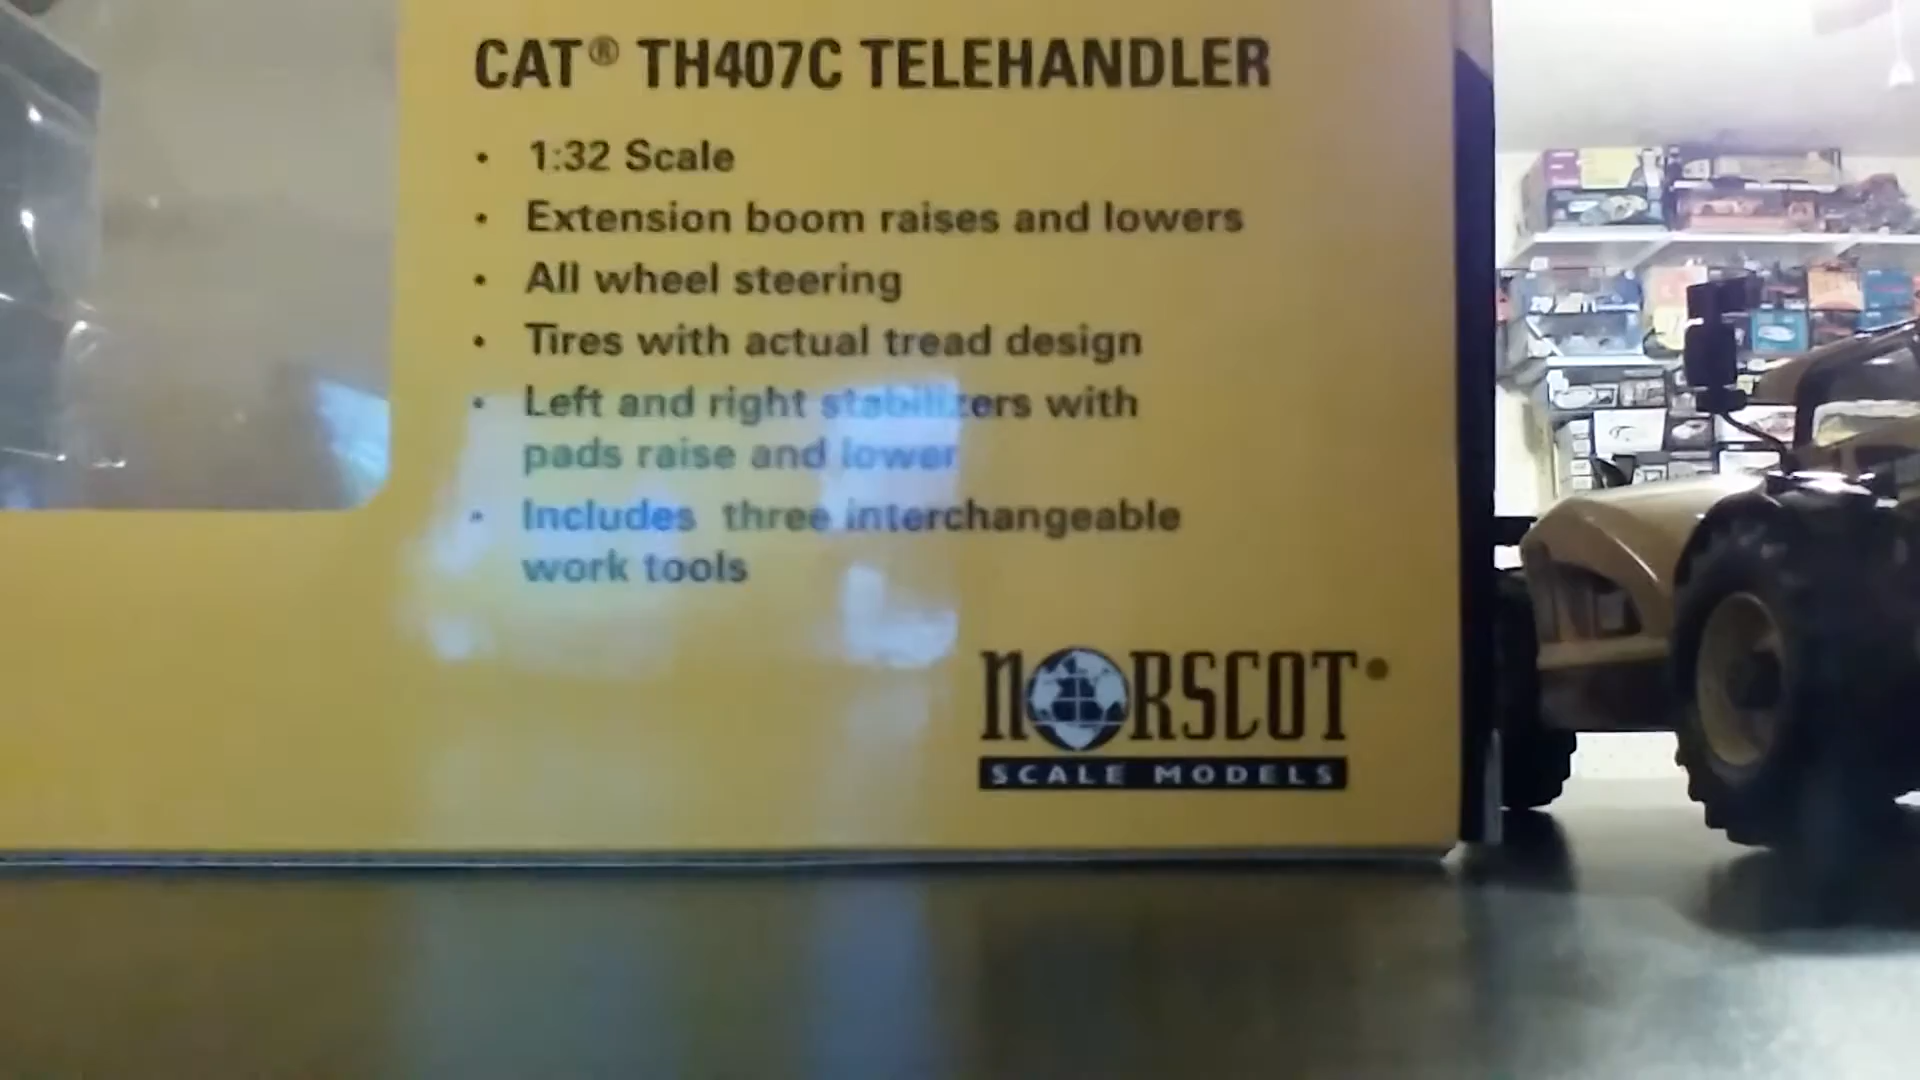 CAT® TH407C TELEHANDLER
• 1:32 Scale
• Extension boom raises and lowers
• All wheel steering
• Tires with actual tread design
• Left and right stabilizers with
pads raise and lower
• Includes three interchangeable
work tools
NORSCOT
SCALE MODELS